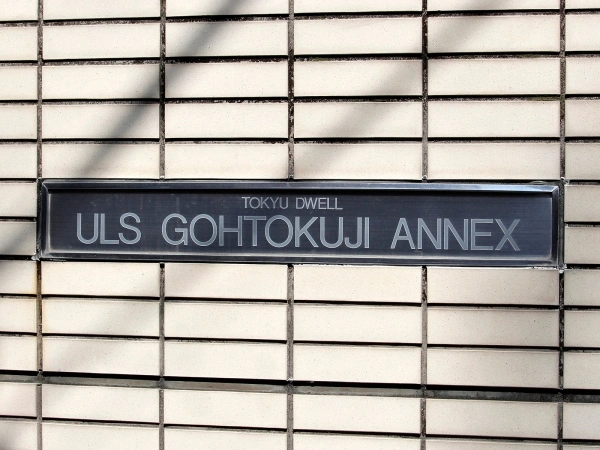 TOKYU DWELL
ULS GOHTOKUJI ANNEX